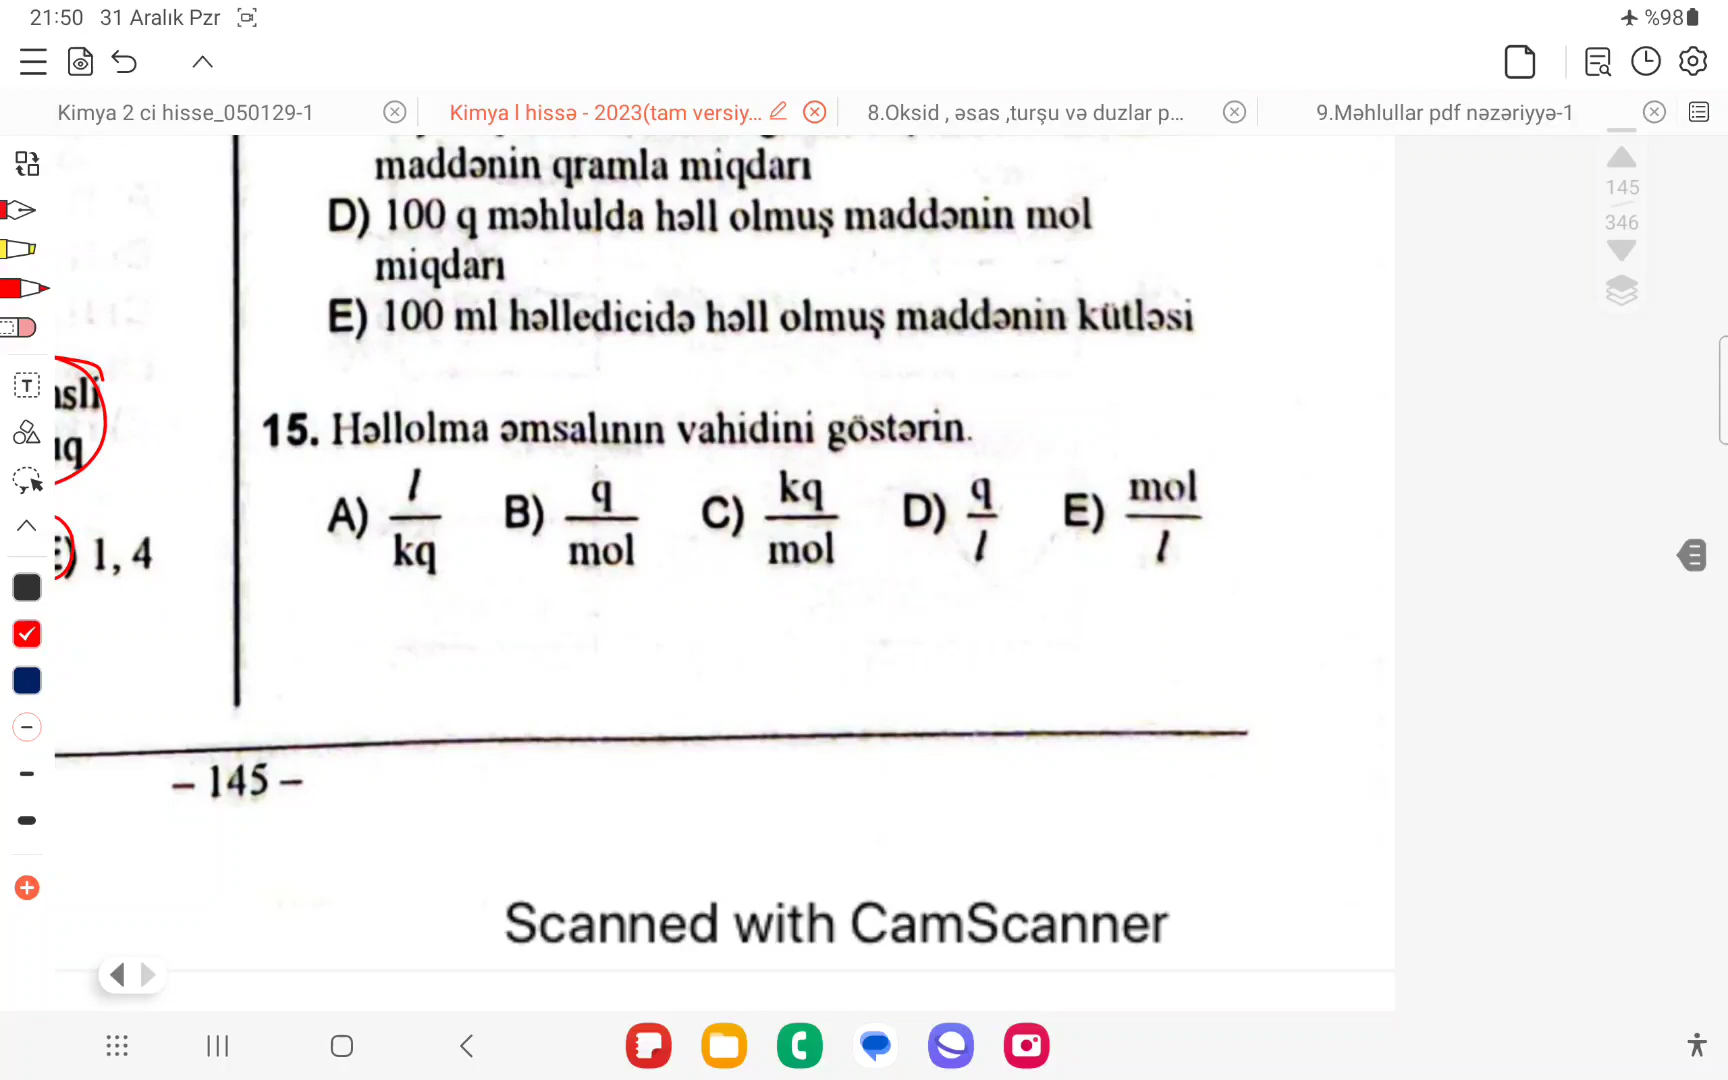 21:50 31 Aralık Pzr
%98
Kimya 2 ci hisse_050129-1
Kimya I hissə - 2023(tam versiy...
8.Oksid , əsas ,turşu və duzlar p...
9.Məhlullar pdf nəzəriyyə-1
145
346
maddənin qramla miqdarı
D) 100 q məhlulda həll olmuş maddənin mol
miqdarı
E) 100 ml həlledicidə həll olmuş maddənin kütləsi
15. Həllolma əmsalının vahidini göstərin.
A) l/kq B) q/mol C) kq/mol D) q/l E) mol/l
1, 4
– 145 –
Scanned with CamScanner